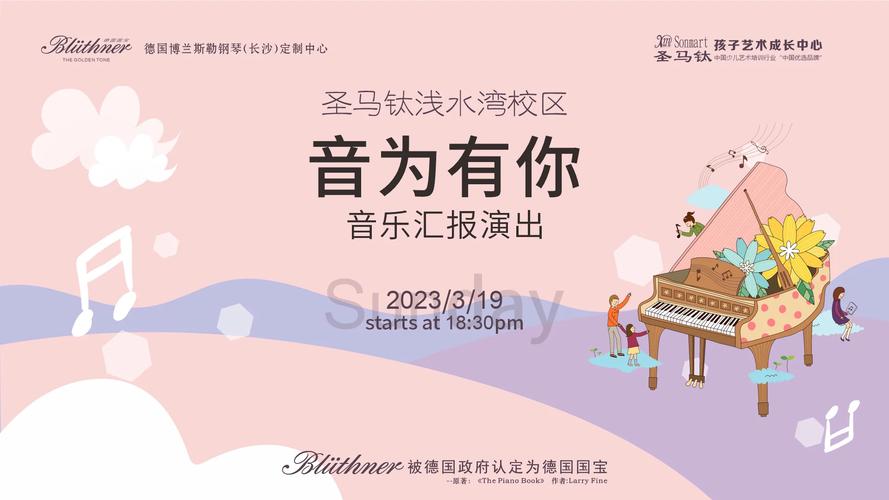 Blüthner
THE GOLDEN TONE
德国博兰斯勒钢琴(长沙)定制中心
Sonmart
圣马钛
孩子艺术成长中心
中国少儿艺术培训行业“中国优选品牌”
圣马钛浅水湾校区
音为有你
音乐汇报演出
Sunday
2023/3/19
starts at 18:30pm
Blüthner 被德国政府认定为德国国宝
--原著:《The Piano Book》 作者:Larry Fine